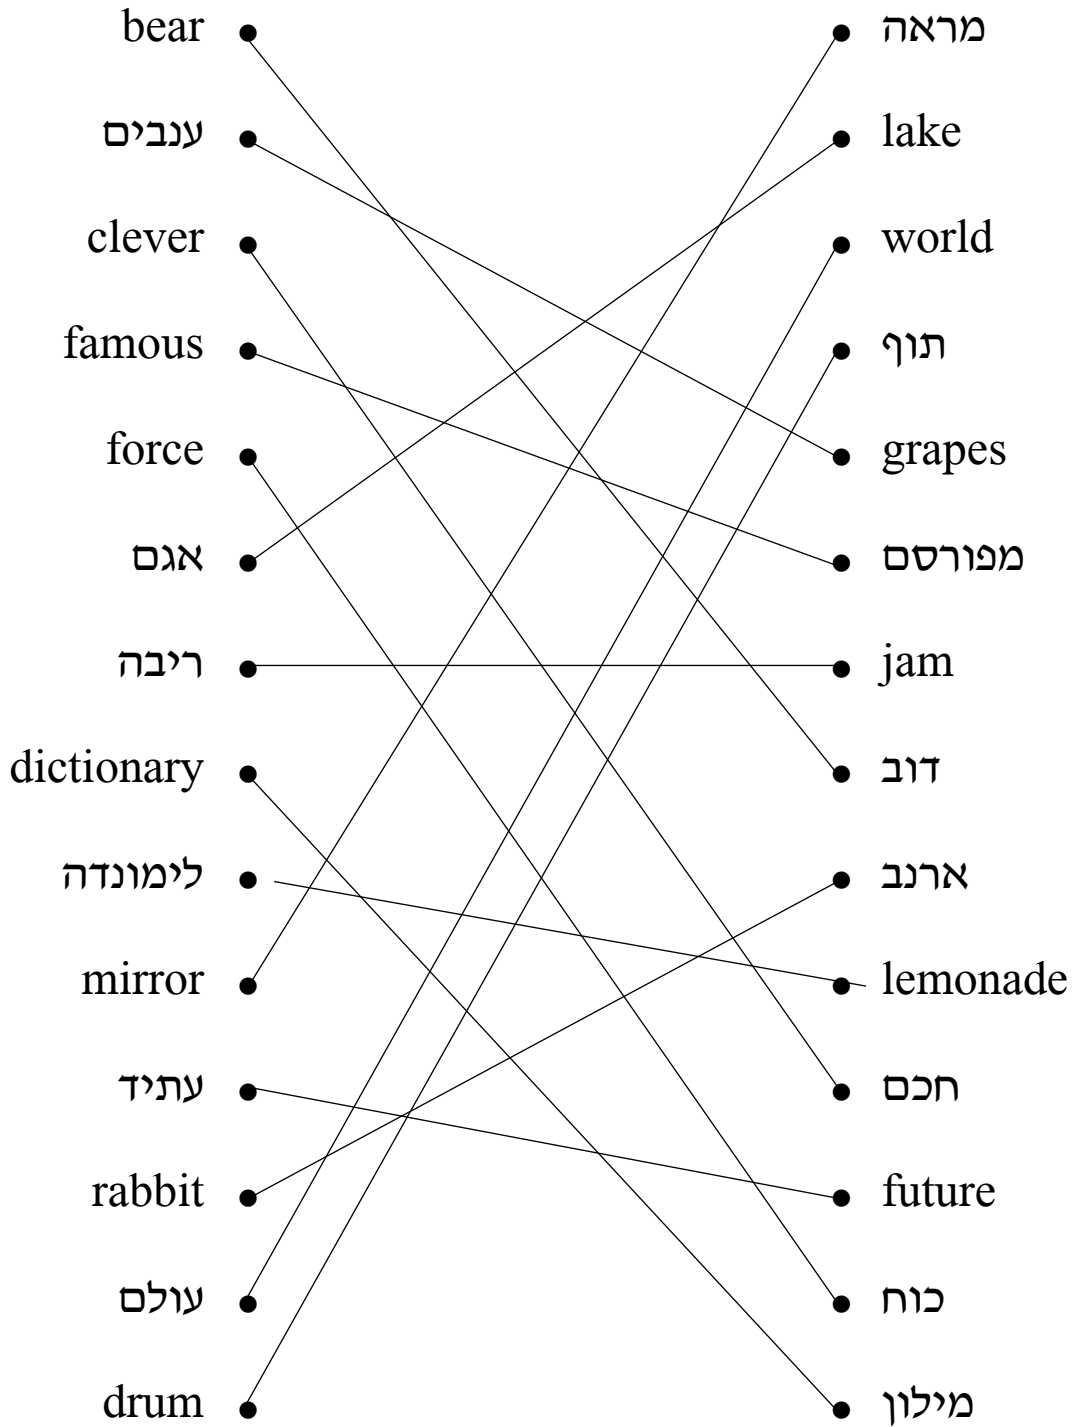 bear מראה
ענבים lake
clever world
famous תוף
force grapes
אגם מפורסם
ריבה jam
dictionary דוב
לימונדה ארנב
mirror lemonade
עתיד חכם
rabbit future
עולם כוח
drum מילון